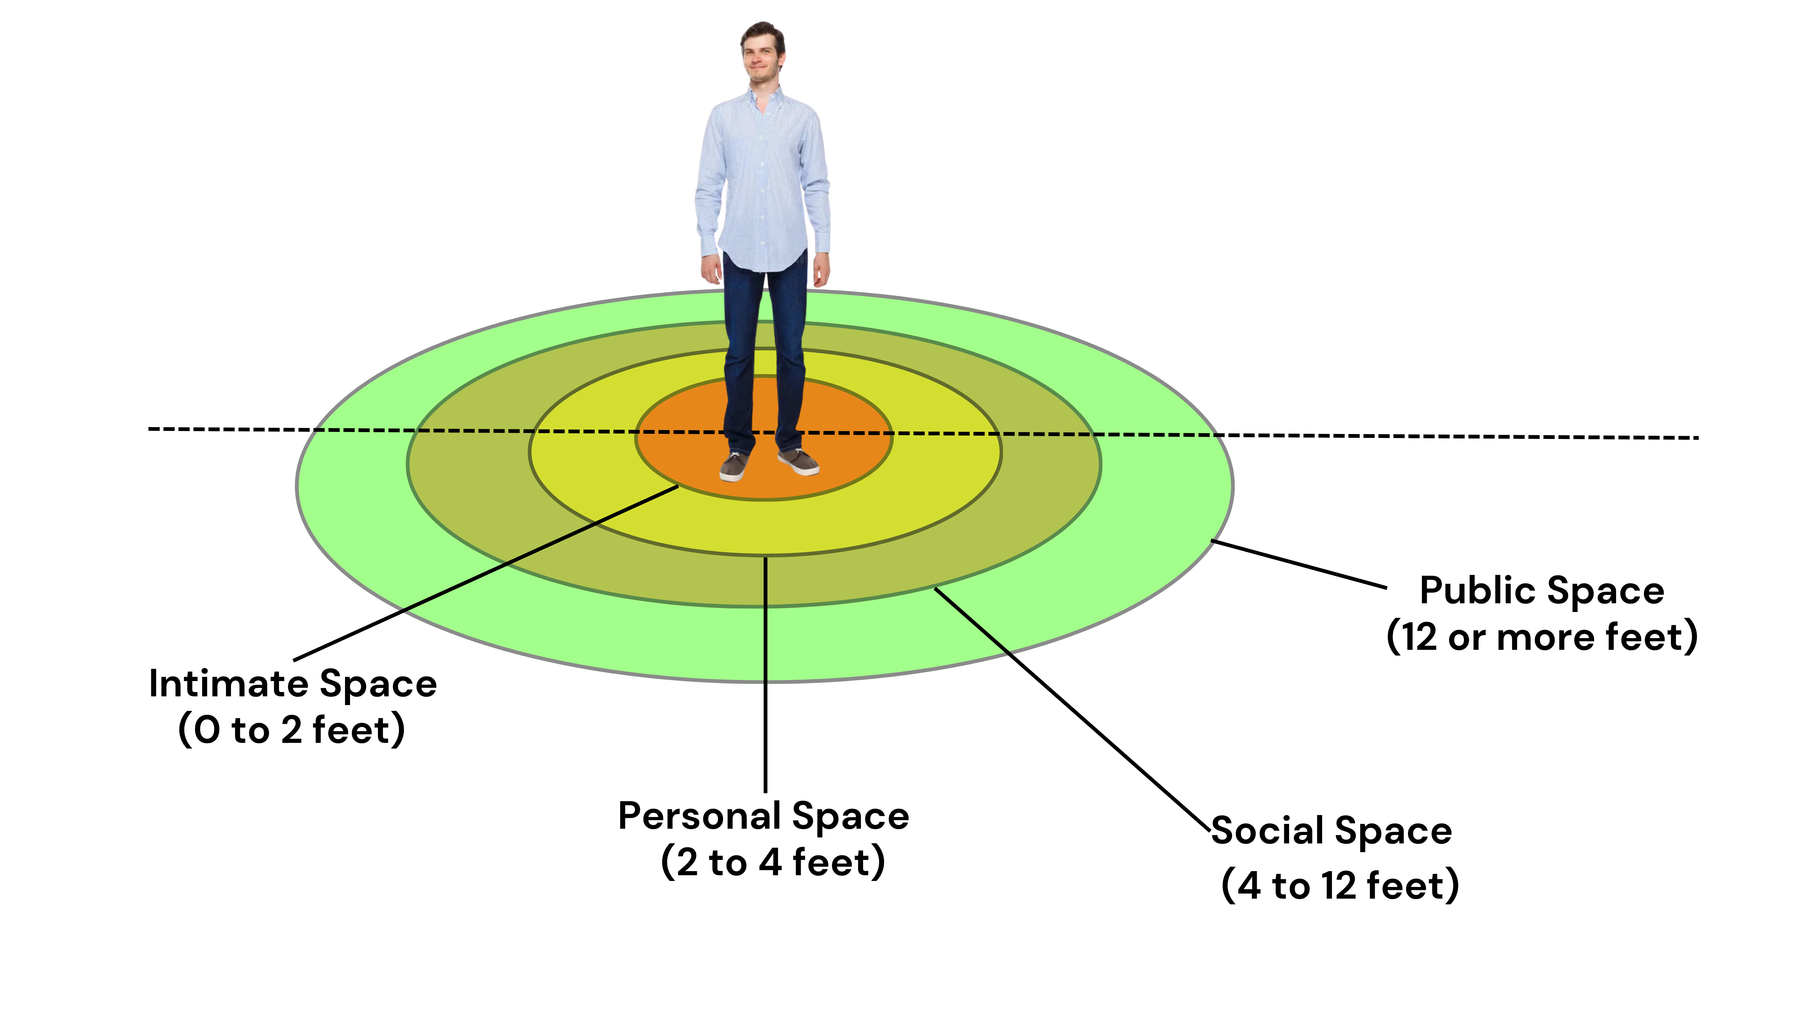 Intimate Space
(0 to 2 feet)
Personal Space
(2 to 4 feet)
Social Space
(4 to 12 feet)
Public Space
(12 or more feet)